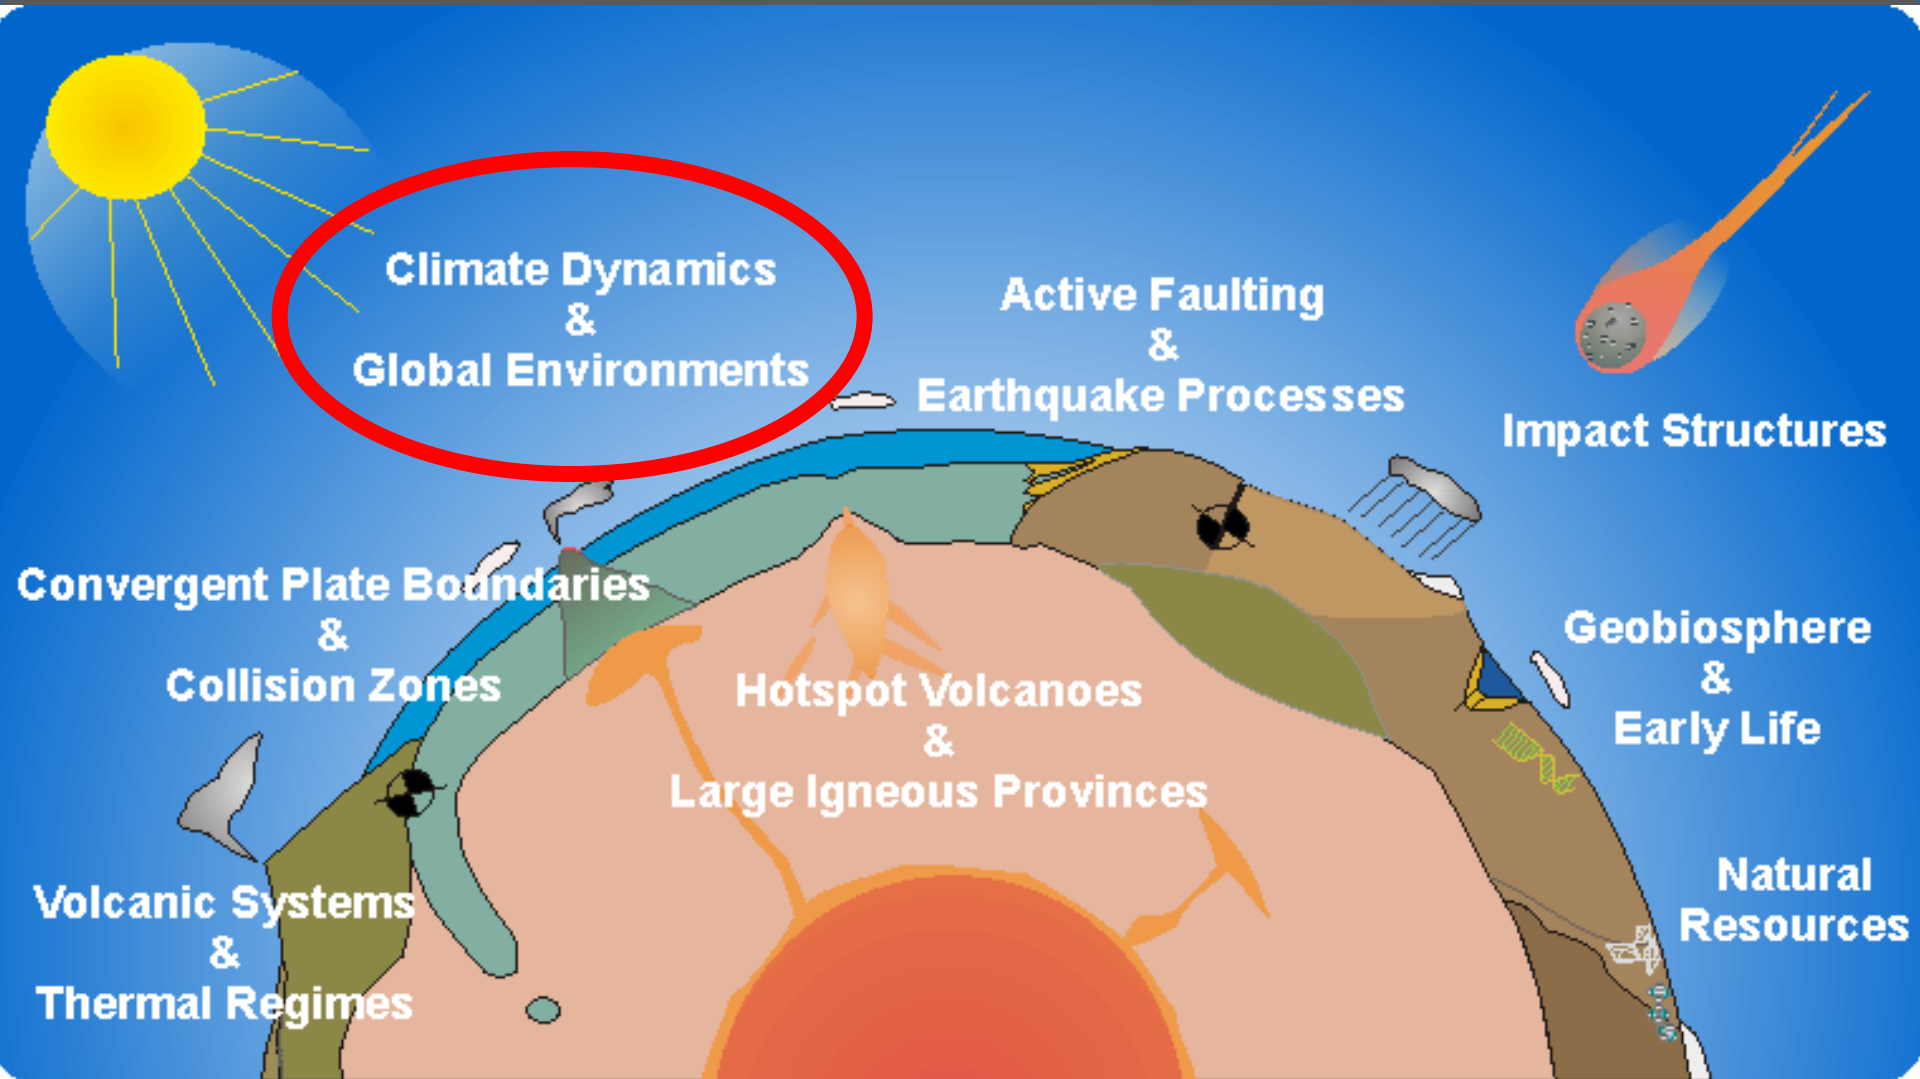 Climate Dynamics
&
Global Environments
Active Faulting
&
Earthquake Processes
Impact Structures
Convergent Plate Boundaries
&
Collision Zones
Hotspot Volcanoes
&
Large Igneous Provinces
Geobiosphere
&
Early Life
Volcanic Systems
&
Thermal Regimes
Natural
Resources